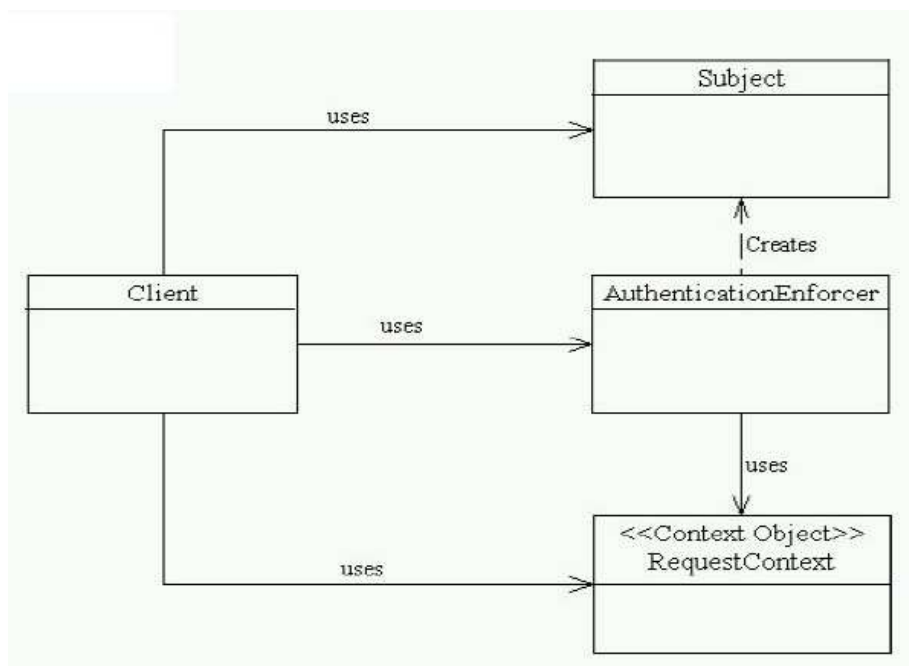 Subject
uses
Creates
Client
AuthenticationEnforcer
uses
uses
<<Context Object>>
RequestContext
uses